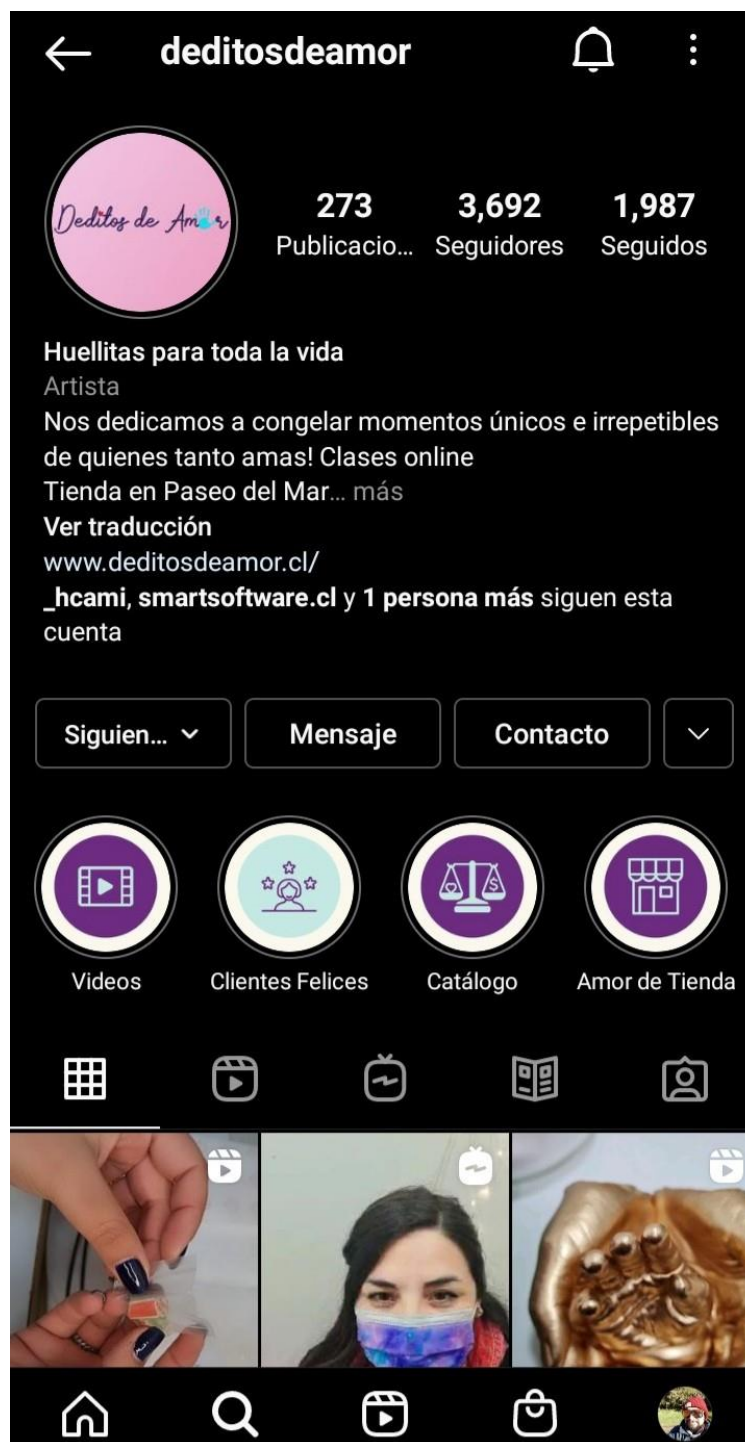 deditosdeamor
Deditos de Amor
273
3,692
1,987
Publicacio...
Seguidores
Seguidos
Huellitas para toda la vida
Artista
Nos dedicamos a congelar momentos únicos e irrepetibles
de quienes tanto amas! Clases online
Tienda en Paseo del Mar... más
Ver traducción
www.deditosdeamor.cl/
_hcami, smartsoftware.cl y 1 persona más siguen esta
cuenta
Siguien...
Mensaje
Contacto
$
Videos
Clientes Felices
Catálogo
Amor de Tienda